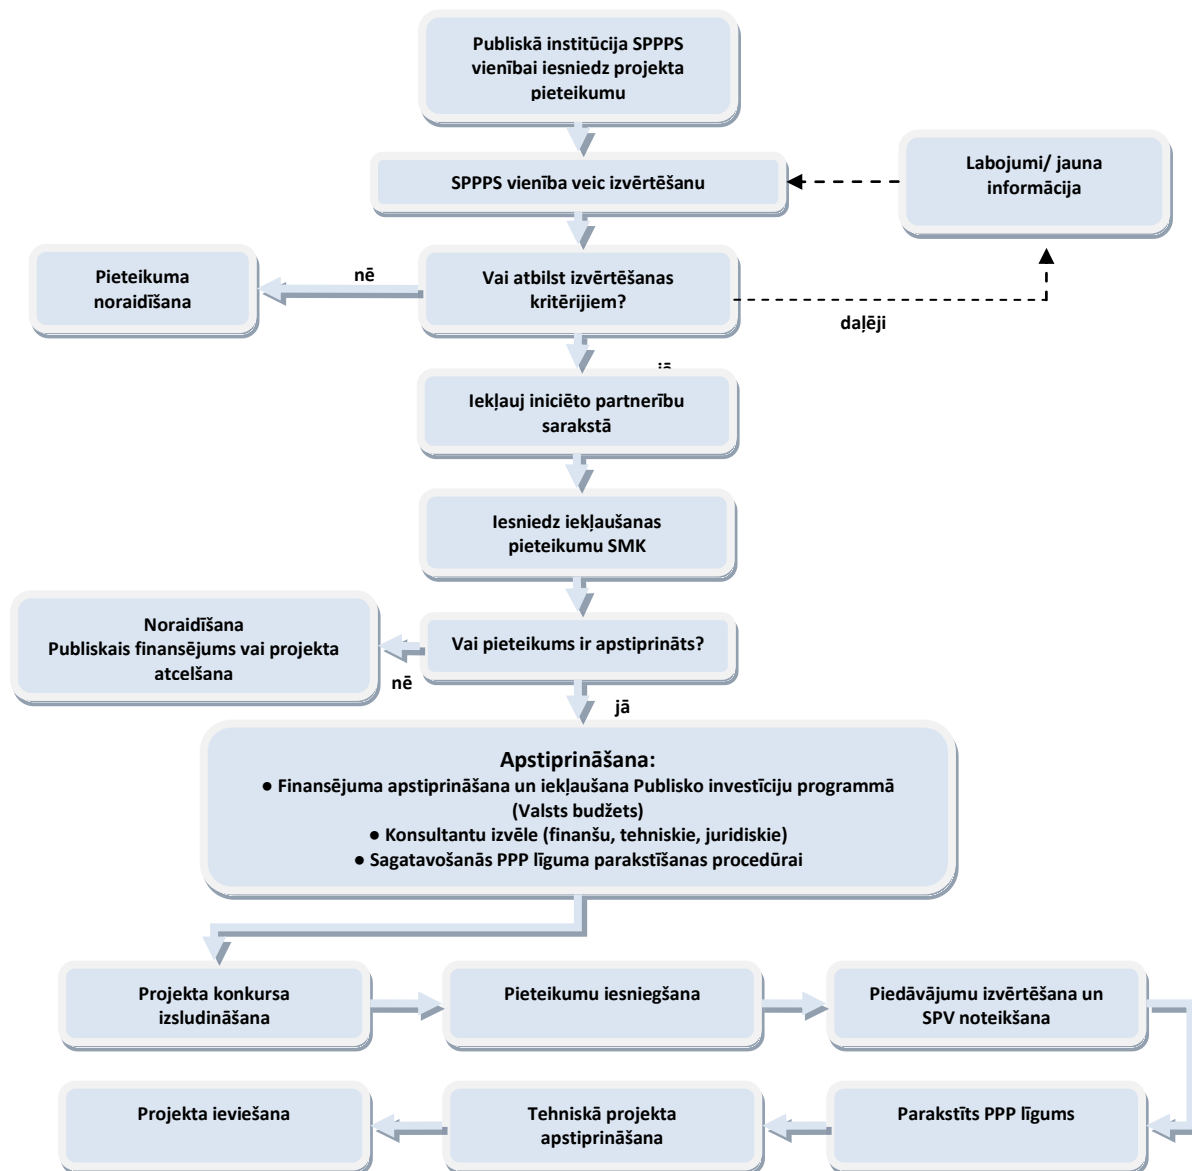 Publiskā institūcija SPPPS
vienībai iesniedz projekta
pieteikumu
SPPPS vienība veic izvērtēšanu
Labojumi/ jauna
informācija
Pieteikuma
noraidīšana
nē
Vai atbilst izvērtēšanas
kritērijiem?
daļēji
jā
Iekļauj iniciēto partnerību
sarakstā
Iesniedz iekļaušanas
pieteikumu SMK
Noraidīšana
Publiskais finansējums vai projekta
atcelšana
nē
Vai pieteikums ir apstiprināts?
jā
Apstiprināšana:
● Finansējuma apstiprināšana un iekļaušana Publisko investīciju programmā
(Valsts budžets)
● Konsultantu izvēle (finanšu, tehniskie, juridiskie)
● Sagatavošanās PPP līguma parakstīšanas procedūrai
Projekta konkursa
izsludināšana
Pieteikumu iesniegšana
Piedāvājumu izvērtēšana un
SPV noteikšana
Projekta ieviešana
Tehniskā projekta
apstiprināšana
Parakstīts PPP līgums